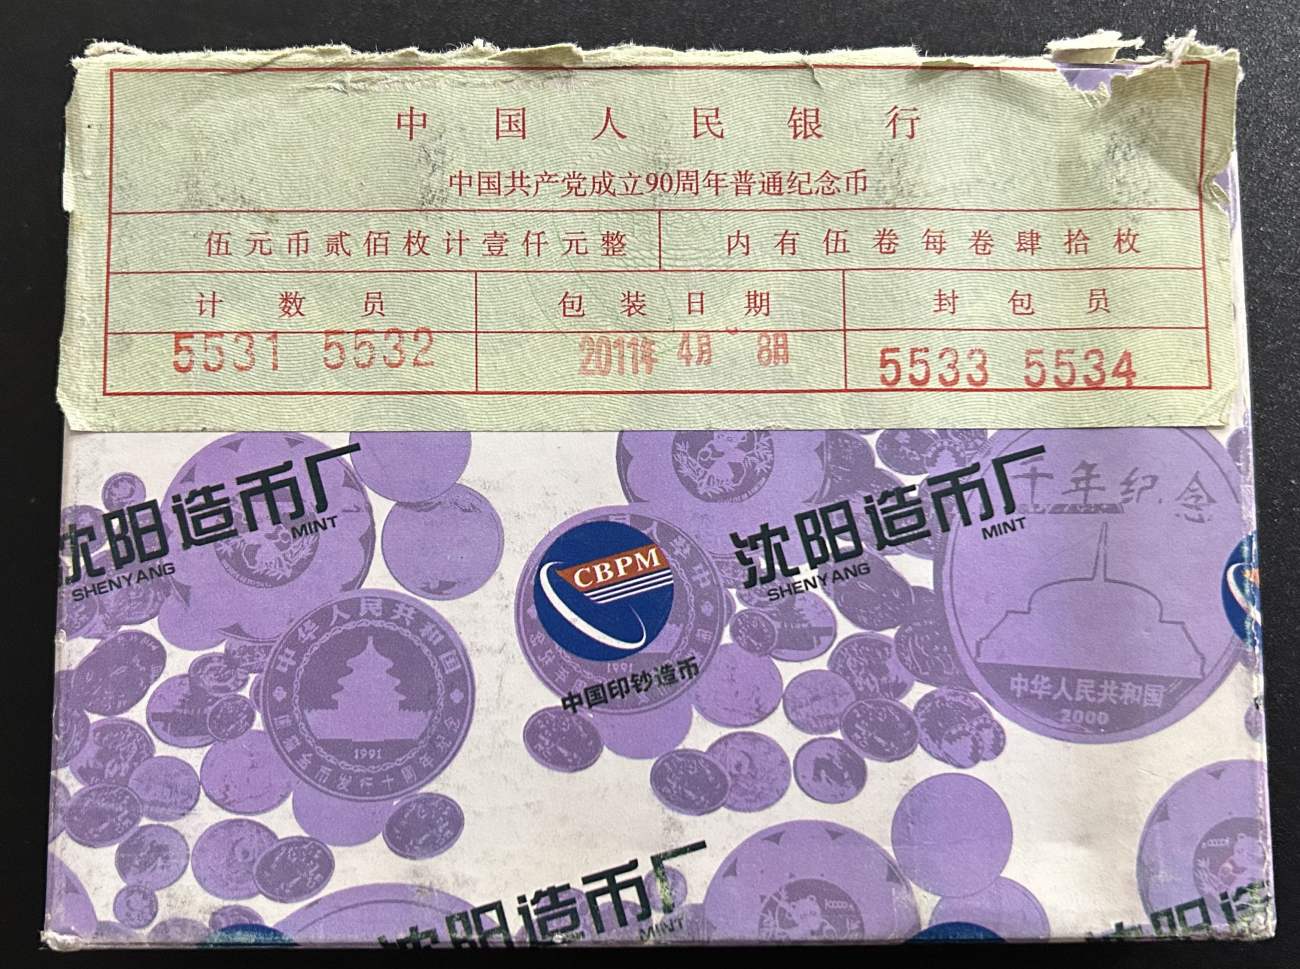 中国人民银行
中国共产党成立90周年普通纪念币
伍元币贰佰枚计壹仟元整 内有伍卷每卷肆拾枚
计数员 包装日期 封包员
5531 5532 2011年 4月 8日 5533 5534
沈阳造币厂
SHENYANG MINT
沈阳造币厂
SHENYANG MINT
CBPM
中国印钞造币
中华人民共和国
1991
1991
十年纪念
中华人民共和国
2000
沈阳造币厂
MINT
沈阳造